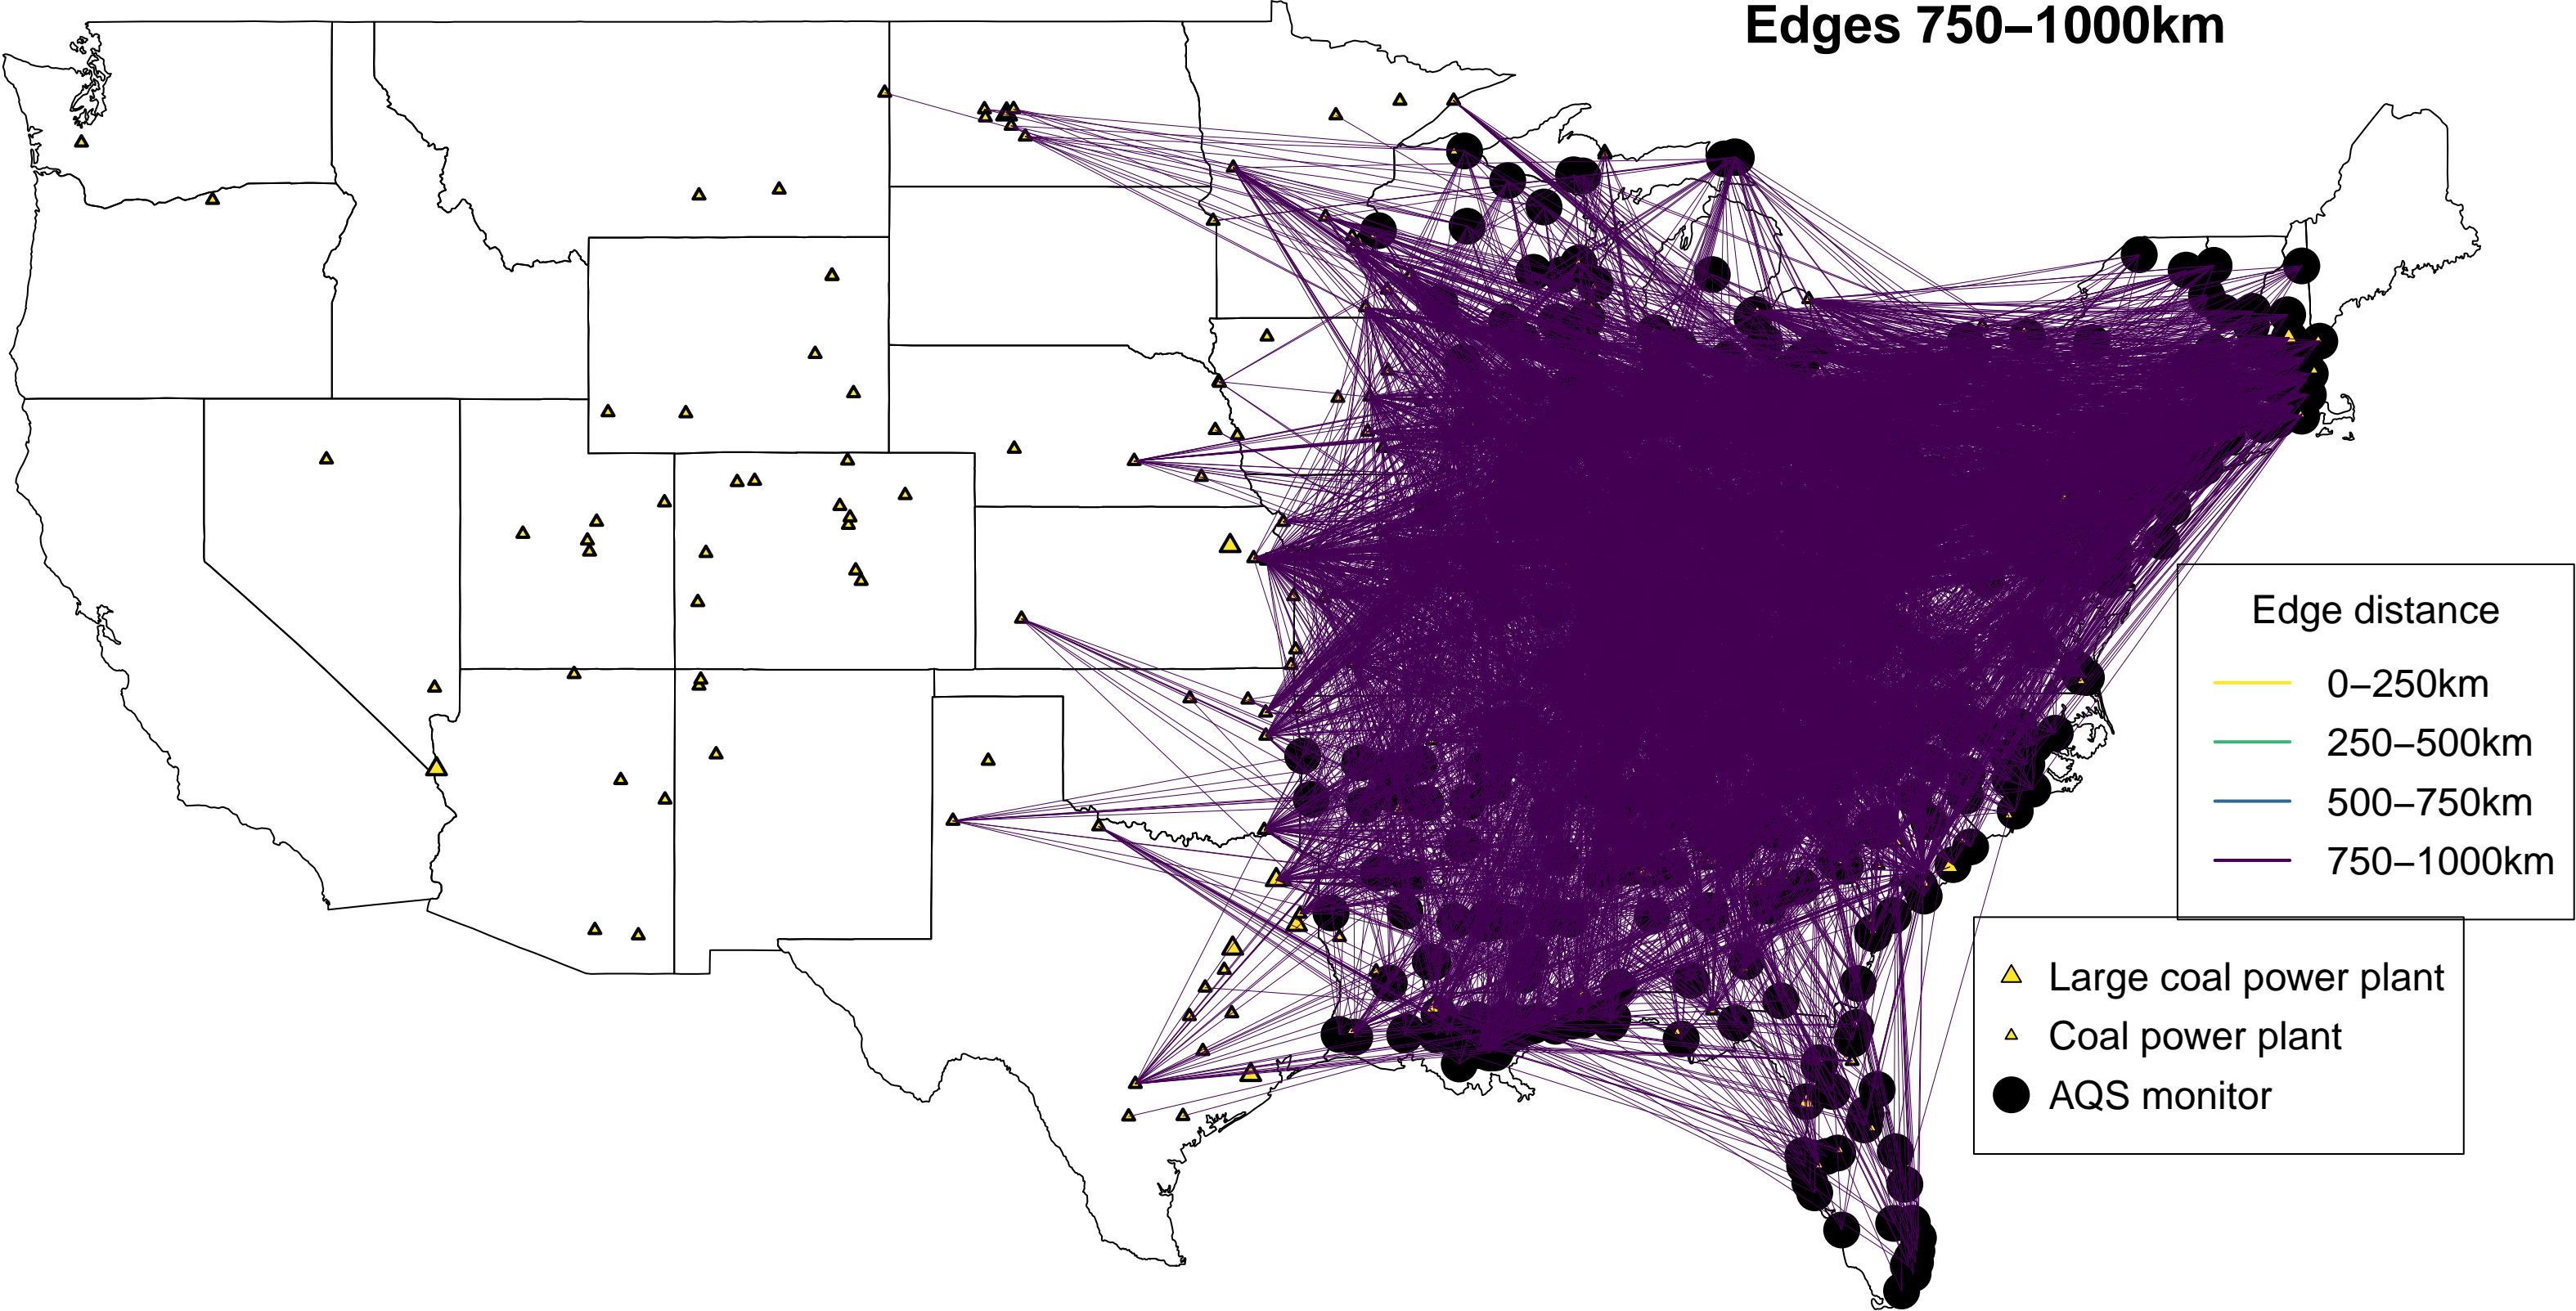 Edges 750–1000km
Edge distance
0–250km
250–500km
500–750km
750–1000km
Large coal power plant
Coal power plant
AQS monitor